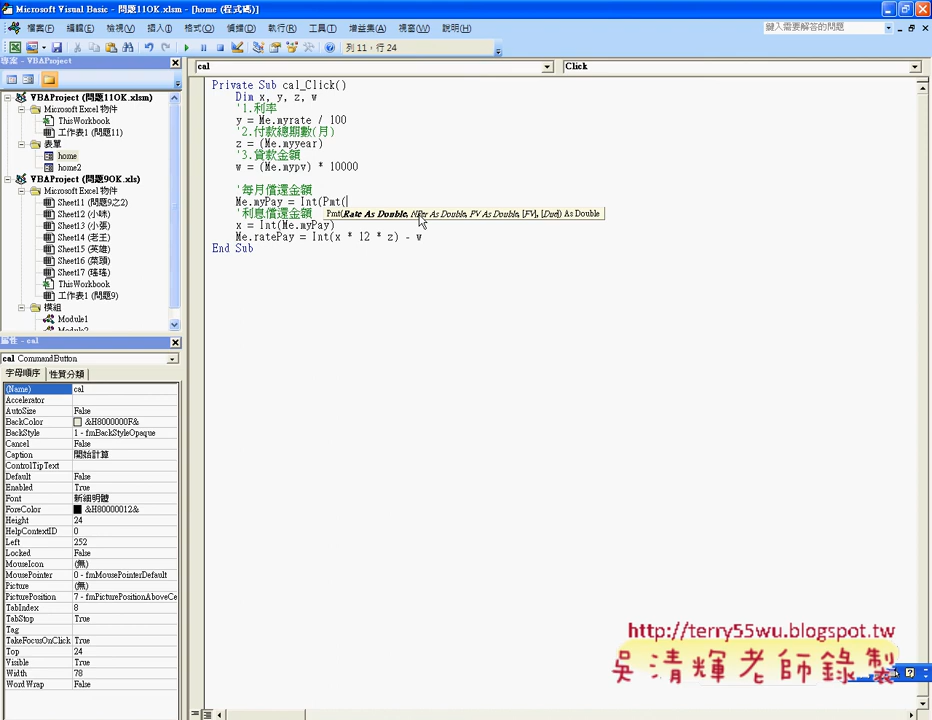 Microsoft Visual Basic - 問題11OK.xlsm - [home (程式碼)]
檔案(F) 編輯(E) 檢視(V) 插入(I) 格式(O) 偵錯(D) 執行(R) 工具(T) 增益集(A) 視窗(W) 說明(H)
鍵入需要解答的問題
列 11，行 24
專案 - VBAProject
cal
Click
VBAProject (問題11OK.xlsm)
Microsoft Excel 物件
ThisWorkbook
工作表1 (問題11)
表單
home
home2
VBAProject (問題9OK.xls)
Microsoft Excel 物件
Sheet11 (問題9之2)
Sheet12 (小咪)
Sheet13 (小張)
Sheet14 (老王)
Sheet15 (英雄)
Sheet16 (菜頭)
Sheet17 (瑤瑤)
ThisWorkbook
工作表1 (問題9)
模組
Module1
Module2
Private Sub cal_Click()
Dim x, y, z, w
'1.利率
y = Me.myrate / 100
'2.付款總期數(月)
z = (Me.myyear)
'3.貸款金額
w = (Me.mypv) * 10000
'每月償還金額
Me.myPay = Int(Pmt(
Pmt(Rate As Double, NPer As Double, PV As Double, [FV], [Due]) As Double
'利息償還金額
x = Int(Me.myPay)
Me.ratePay = Int(x * 12 * z) - w
End Sub
屬性 - cal
cal CommandButton
字母順序 性質分類
(Name) cal
Accelerator
AutoSize False
BackColor &H8000000F&
BackStyle 1 - fmBackStyleOpaque
Cancel False
Caption 開始計算
ControlTipText
Default False
Enabled True
Font 新細明體
ForeColor &H80000012&
Height 24
HelpContextID 0
Left 252
Locked False
MouseIcon (無)
MousePointer 0 - fmMousePointerDefault
Picture (無)
PicturePosition 7 - fmPicturePositionAboveCe
TabIndex 8
TabStop True
Tag
TakeFocusOnClick True
Top 24
Visible True
Width 78
WordWrap False
http://terry55wu.blogspot.tw
吳清輝老師錄製